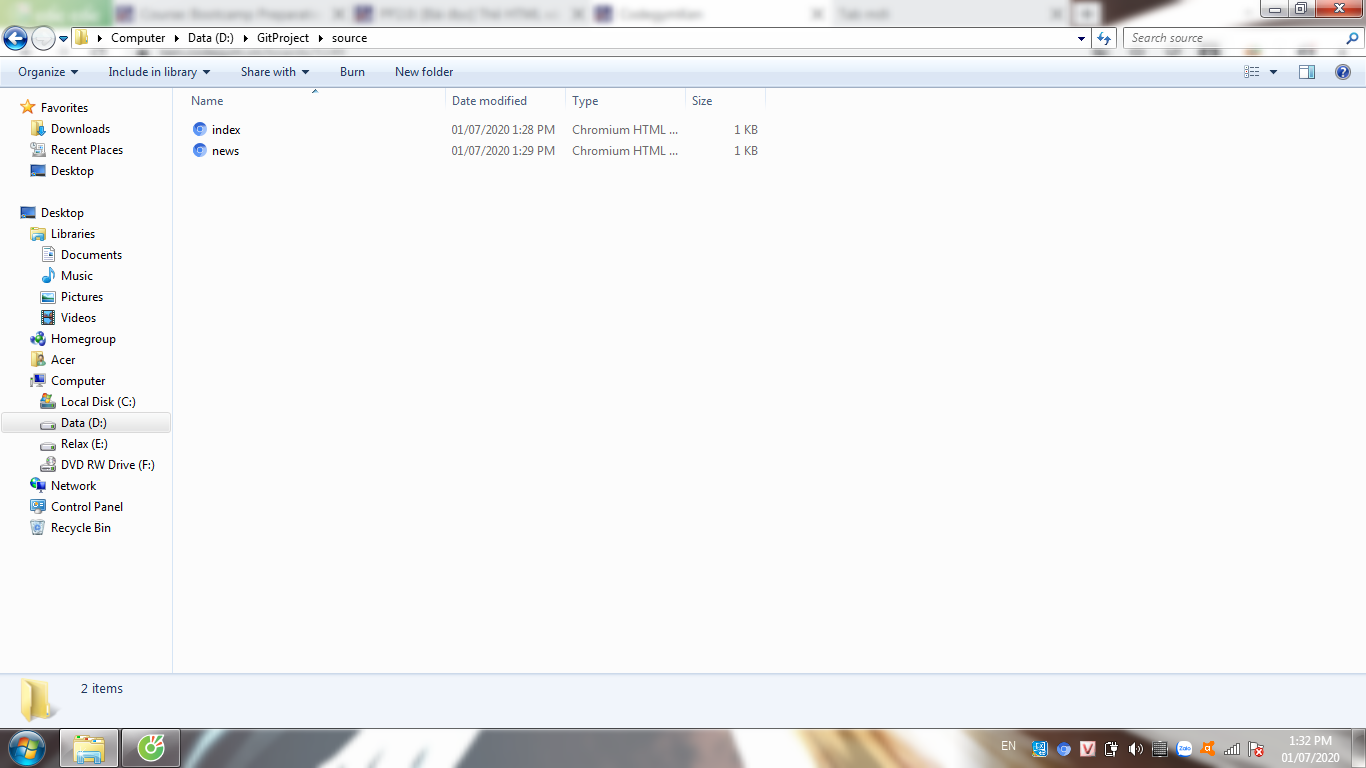 Computer Data (D:) GitProject source
Search source
Organize Include in library Share with Burn New folder
Name Date modified Type Size
index 01/07/2020 1:28 PM Chromium HTML ... 1 KB
news 01/07/2020 1:29 PM Chromium HTML ... 1 KB
Favorites
Downloads
Recent Places
Desktop
Desktop
Libraries
Documents
Music
Pictures
Videos
Homegroup
Acer
Computer
Local Disk (C:)
Data (D:)
Relax (E:)
DVD RW Drive (F:)
Network
Control Panel
Recycle Bin
2 items
EN
Zalo
1:32 PM
01/07/2020